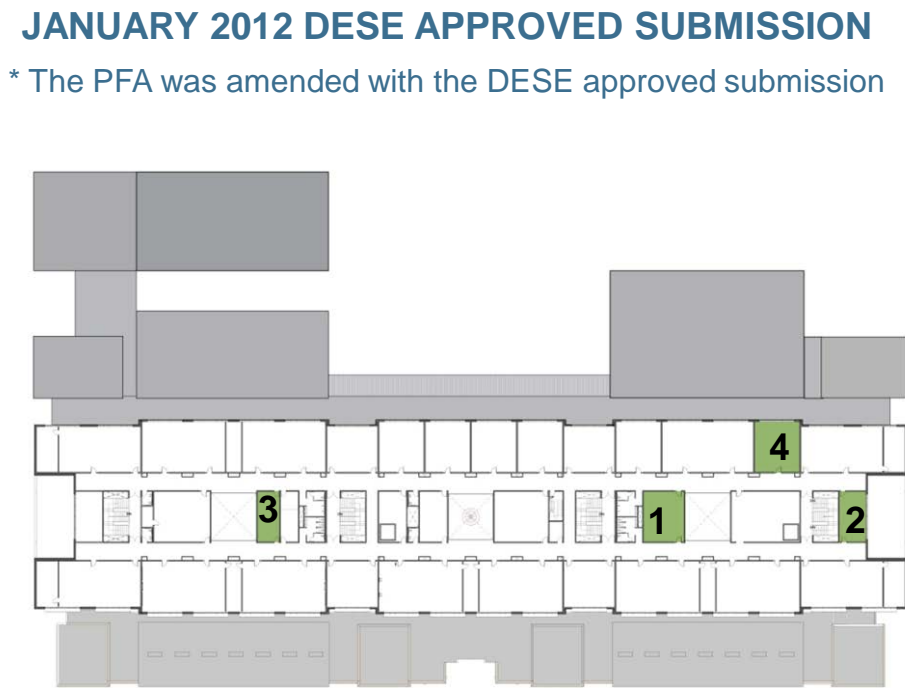 JANUARY 2012 DESE APPROVED SUBMISSION
* The PFA was amended with the DESE approved submission
4
3
1
2